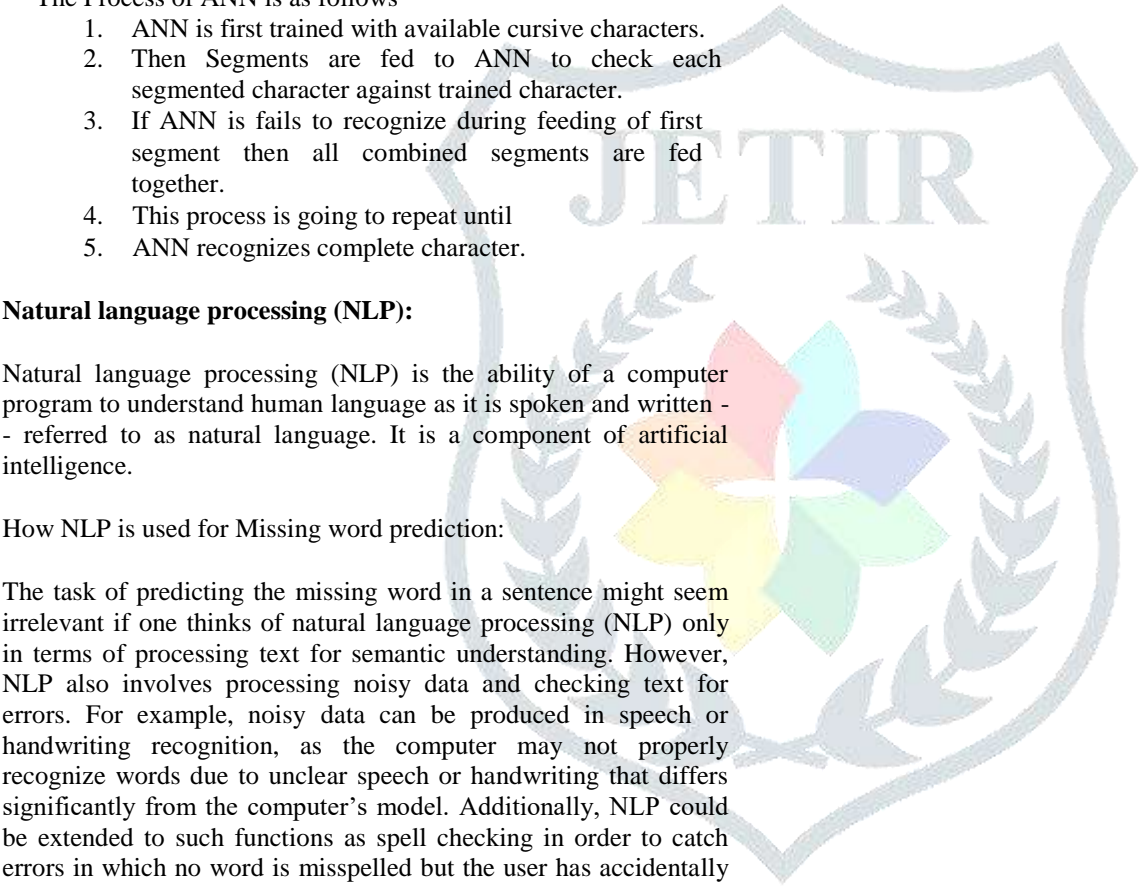 The Process of ANN is as follows
1. ANN is first trained with available cursive characters.
2. Then Segments are fed to ANN to check each
segmented character against trained character.
3. If ANN is fails to recognize during feeding of first
segment then all combined segments are fed
together.
4. This process is going to repeat until
5. ANN recognizes complete character.
Natural language processing (NLP):
Natural language processing (NLP) is the ability of a computer
program to understand human language as it is spoken and written -
- referred to as natural language. It is a component of artificial
intelligence.
How NLP is used for Missing word prediction:
The task of predicting the missing word in a sentence might seem
irrelevant if one thinks of natural language processing (NLP) only
in terms of processing text for semantic understanding. However,
NLP also involves processing noisy data and checking text for
errors. For example, noisy data can be produced in speech or
handwriting recognition, as the computer may not properly
recognize words due to unclear speech or handwriting that differs
significantly from the computer's model. Additionally, NLP could
be extended to such functions as spell checking in order to catch
errors in which no word is misspelled but the user has accidentally
JETIR